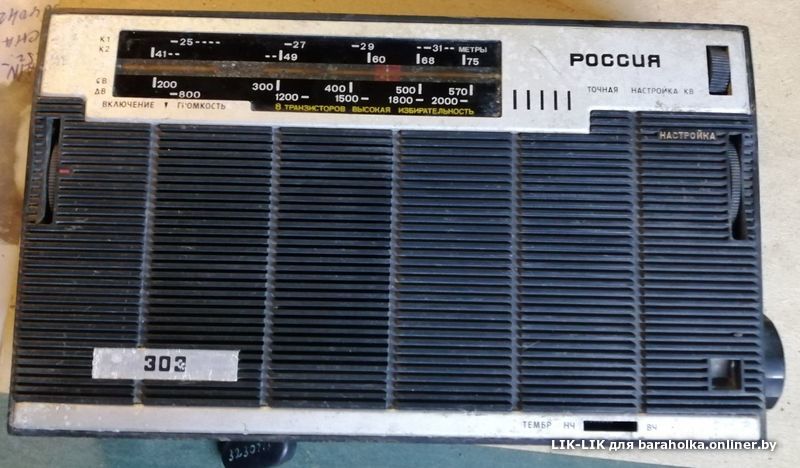 К1 -25---- -27 -29 --31-- МЕТРЫ
К2 41-- --49 60 68 75
РОССИЯ
СВ 200 300 400 500 570
ДВ -800 1200- 1500- 1800- 2000-
ТОЧНАЯ НАСТРОЙКА КВ
ВКЛЮЧЕНИЕ ▼ ГРОМКОСТЬ
8 ТРАНЗИСТОРОВ ВЫСОКАЯ ИЗБИРАТЕЛЬНОСТЬ
НАСТРОЙКА
303
ТЕМБР НЧ ВЧ
LIK-LIK для baraholka.onliner.by